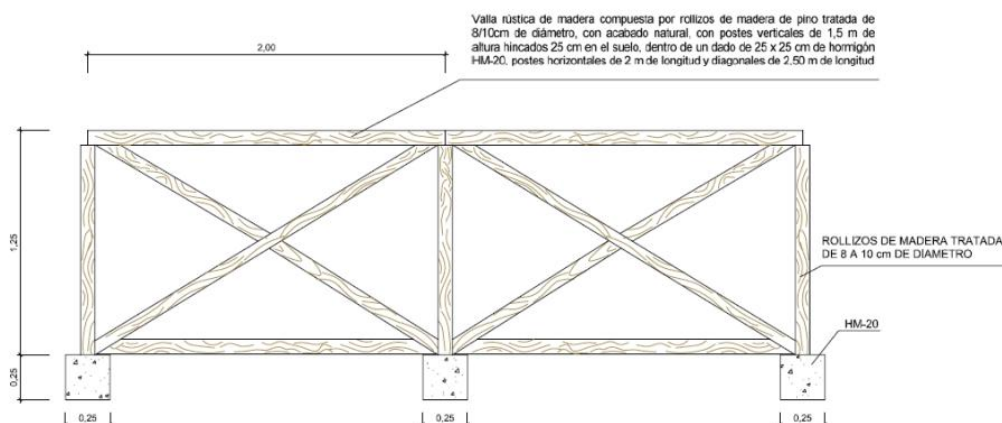 Valla rústica de madera compuesta por rollizos de madera de pino tratada de
8/10cm de diámetro, con acabado natural, con postes verticales de 1,5 m de
altura hincados 25 cm en el suelo, dentro de un dado de 25 x 25 cm de hormigón
HM-20, postes horizontales de 2 m de longitud y diagonales de 2,50 m de longitud
2,00
1,25
ROLLIZOS DE MADERA TRATADA
DE 8 A 10 cm DE DIAMETRO
HM-20
0,25
0,25
0,25
0,25